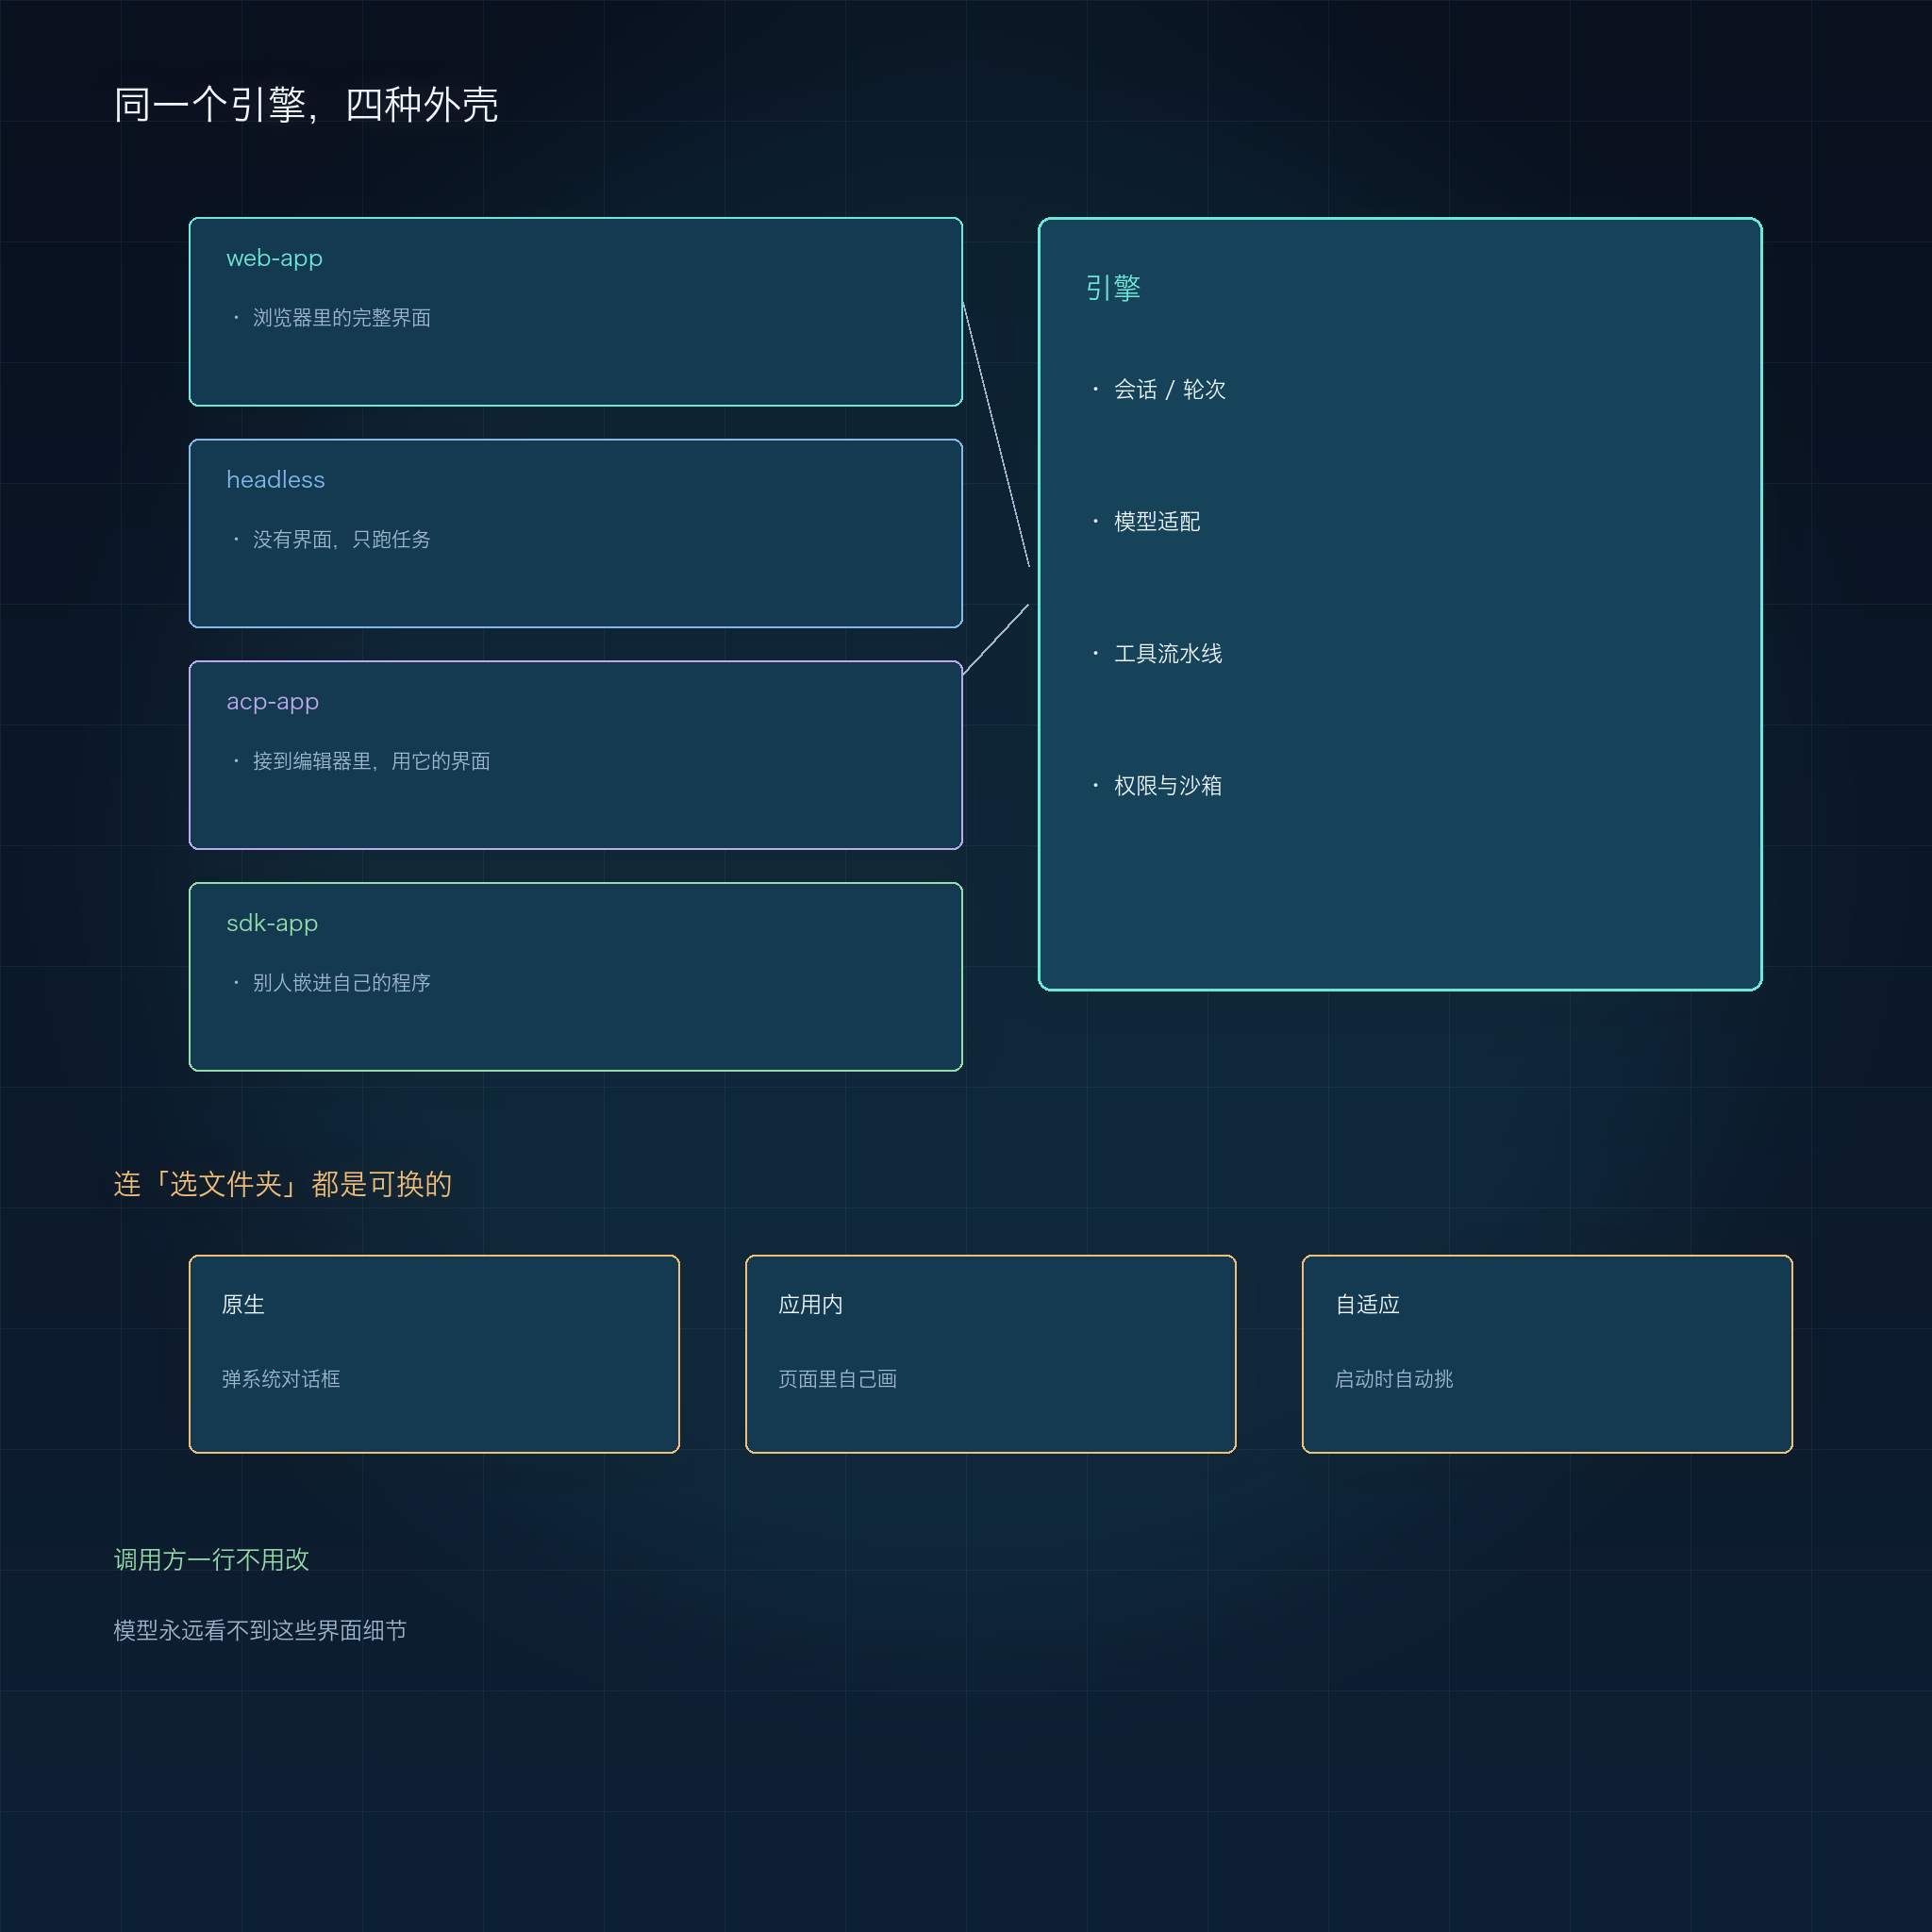 同一个引擎，四种外壳
web-app
· 浏览器里的完整界面
headless
· 没有界面，只跑任务
acp-app
· 接到编辑器里，用它的界面
sdk-app
· 别人嵌进自己的程序
引擎
· 会话 / 轮次
· 模型适配
· 工具流水线
· 权限与沙箱
连「选文件夹」都是可换的
原生
弹系统对话框
应用内
页面里自己画
自适应
启动时自动挑
调用方一行不用改
模型永远看不到这些界面细节